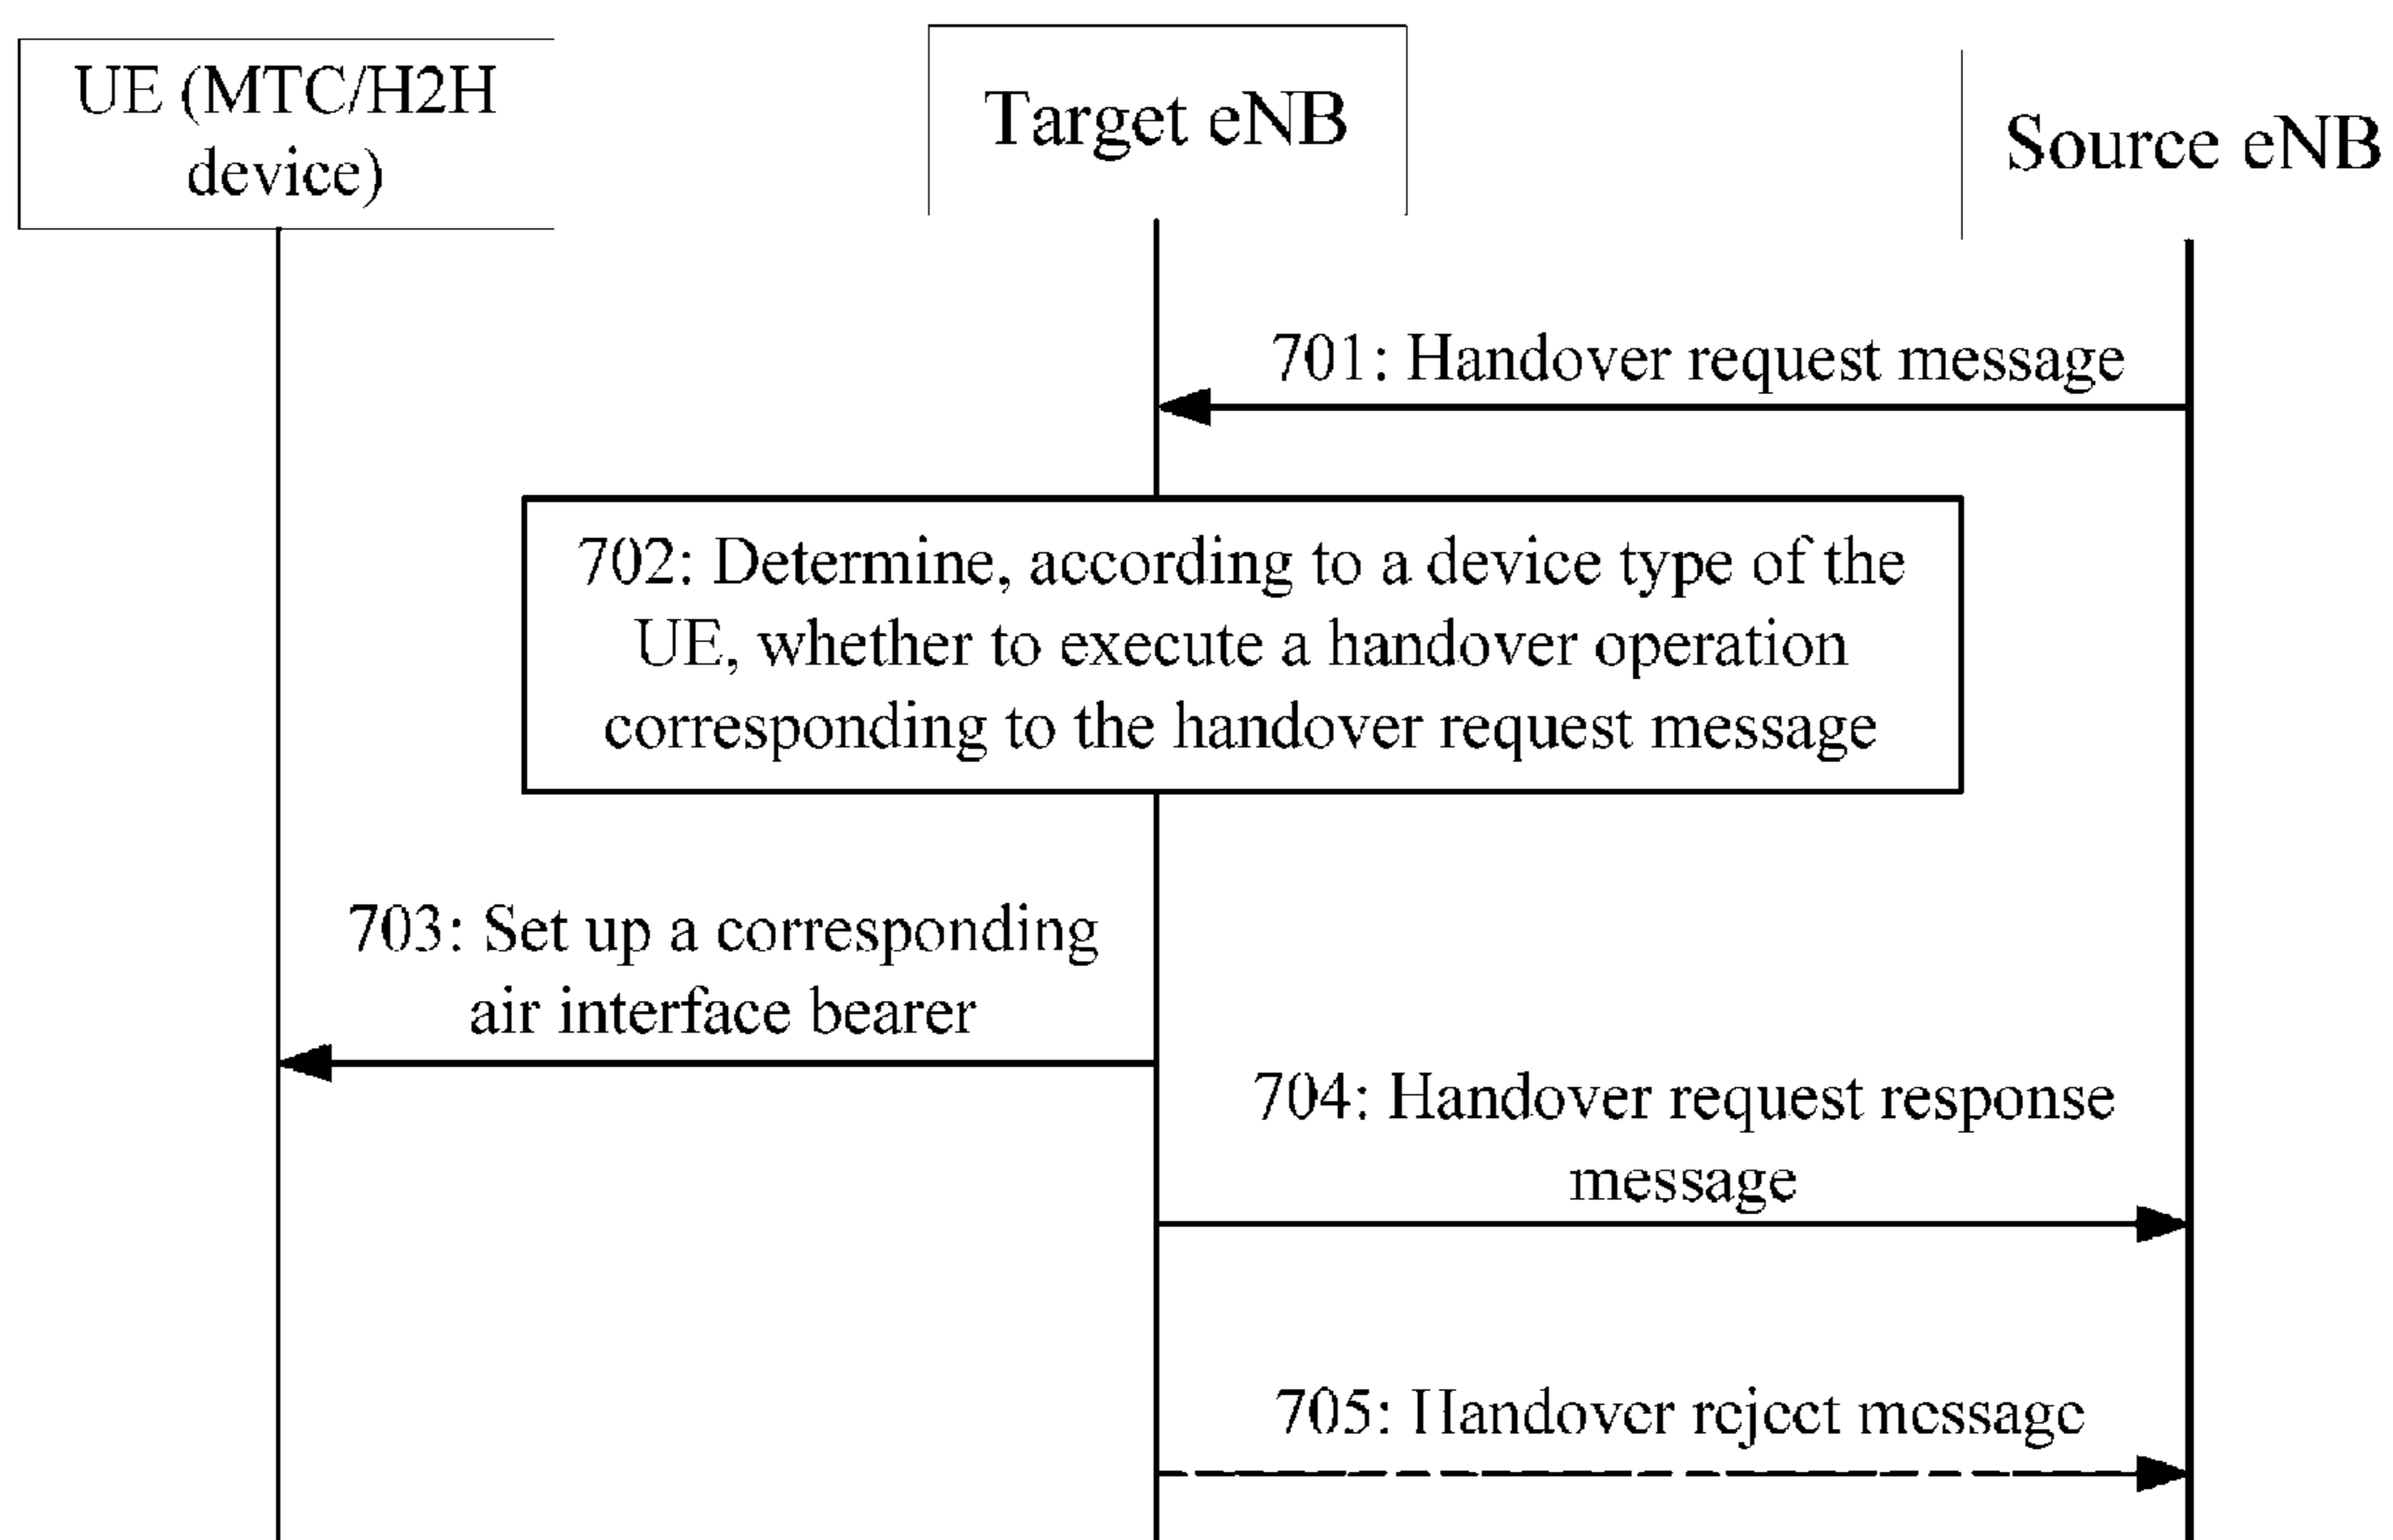 UE (MTC/H2H
device)
Target eNB
Source eNB
701: Handover request message
702: Determine, according to a device type of the
UE, whether to execute a handover operation
corresponding to the handover request message
703: Set up a corresponding
air interface bearer
704: Handover request response
message
705: Handover reject message